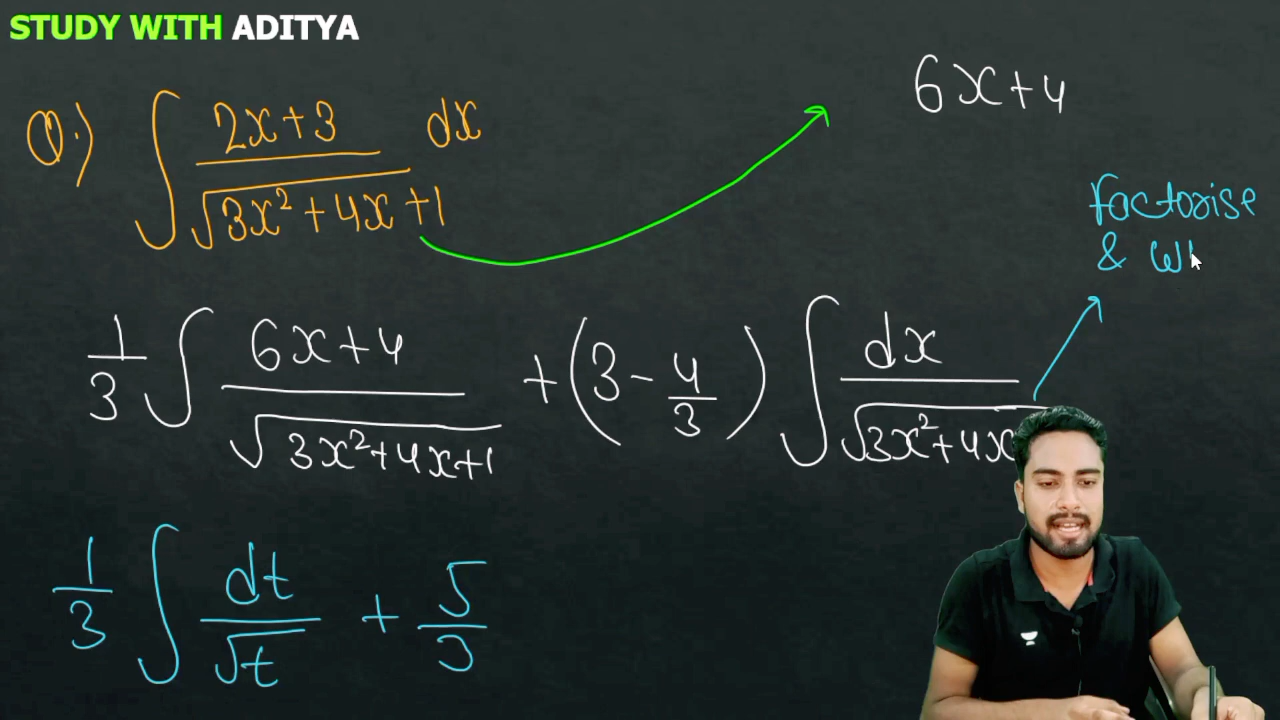 STUDY WITH ADITYA
6x+4
Q.) ∫ (2x+3)/√(3x²+4x+1) dx
Factorise
& w
1/3 ∫ (6x+4)/√(3x²+4x+1) + (3 - 4/3) ∫ dx/√(3x²+4x
1/3 ∫ dt/√t + 5/3